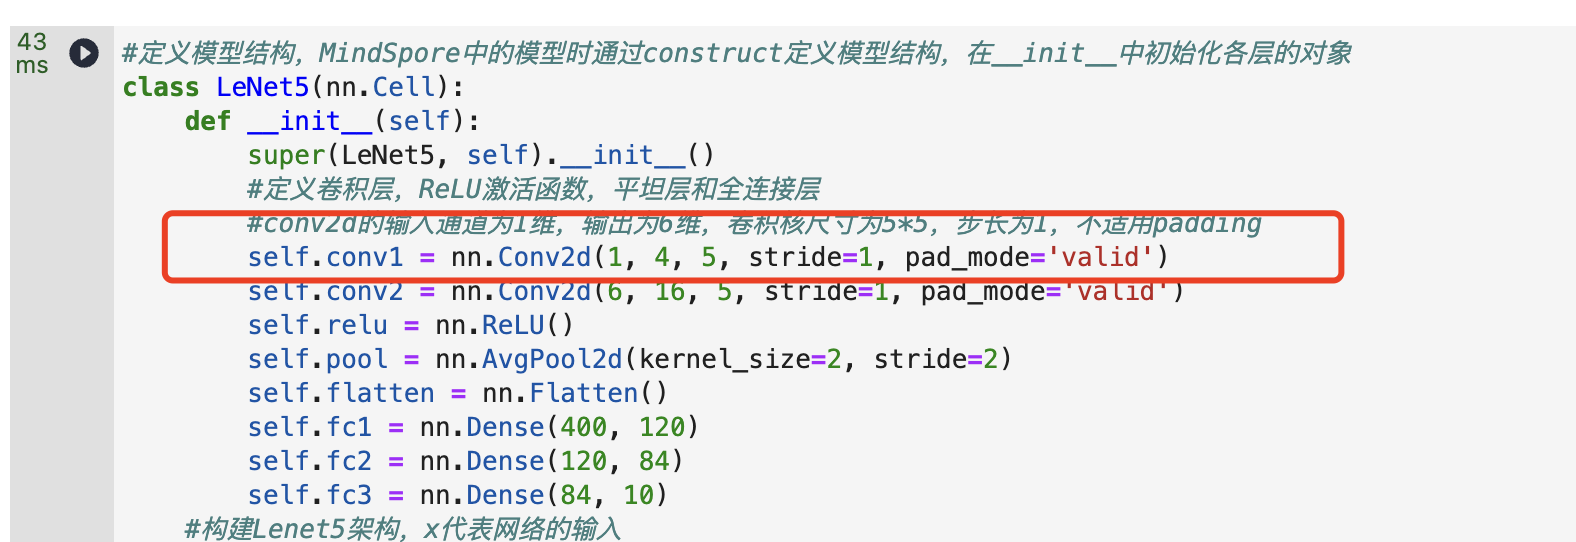 43
ms
#定义模型结构，MindSpore中的模型时通过construct定义模型结构，在__init__中初始化各层的对象
class LeNet5(nn.Cell):
def __init__(self):
super(LeNet5, self).__init__()
#定义卷积层，ReLU激活函数，平坦层和全连接层
#conv2d的输入通道为1维，输出为6维，卷积核尺寸为5*5，步长为1，不适用padding
self.conv1 = nn.Conv2d(1, 4, 5, stride=1, pad_mode='valid')
self.conv2 = nn.Conv2d(6, 16, 5, stride=1, pad_mode='valid')
self.relu = nn.ReLU()
self.pool = nn.AvgPool2d(kernel_size=2, stride=2)
self.flatten = nn.Flatten()
self.fc1 = nn.Dense(400, 120)
self.fc2 = nn.Dense(120, 84)
self.fc3 = nn.Dense(84, 10)
#构建Lenet5架构，x代表网络的输入